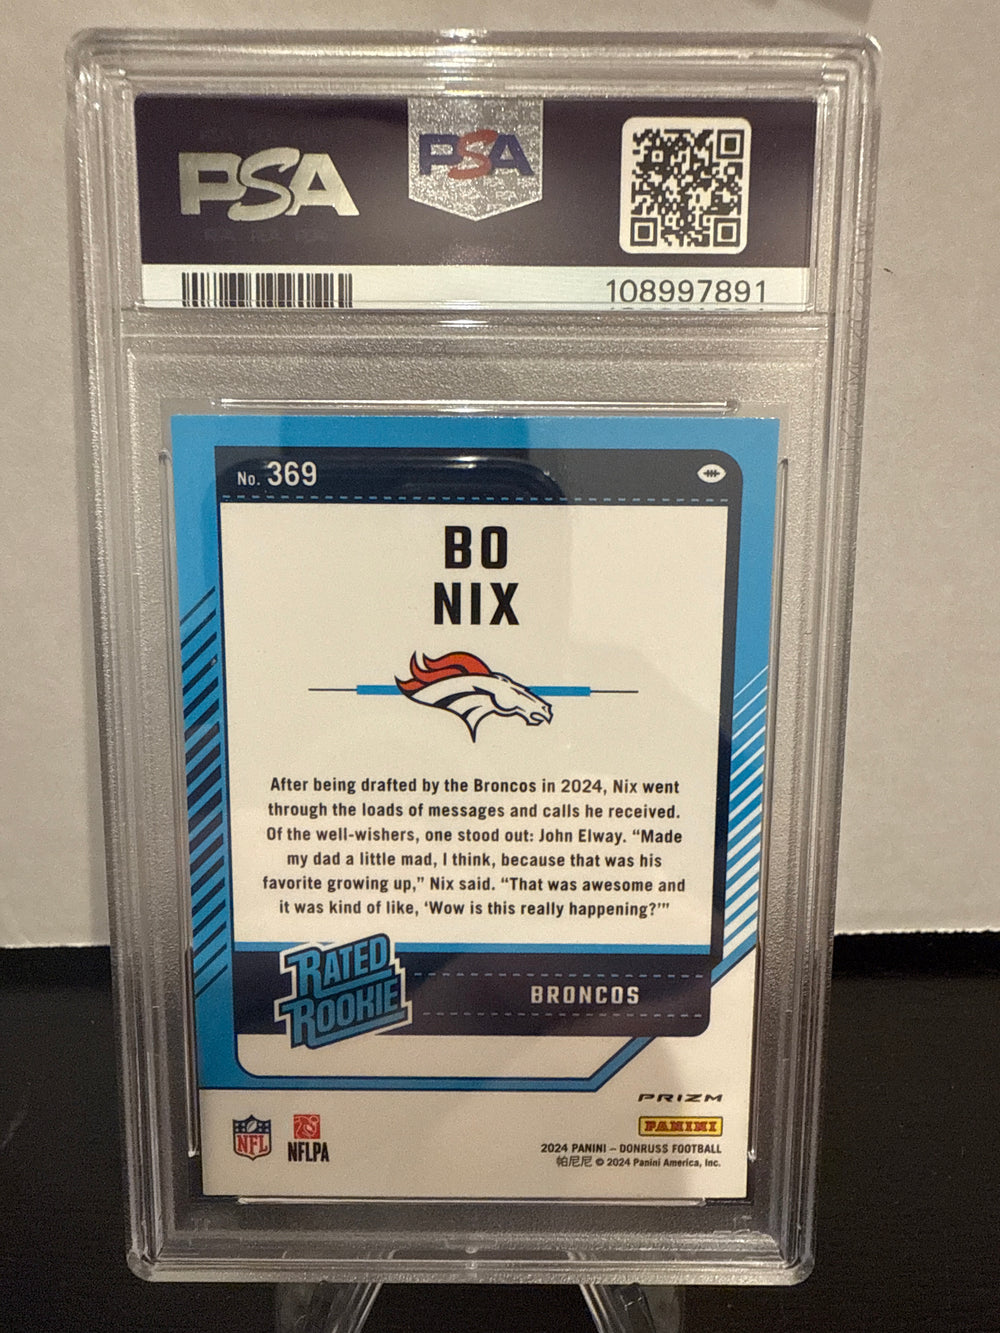 PSA
PSA
108997891
No. 369
BO
NIX
After being drafted by the Broncos in 2024, Nix went
through the loads of messages and calls he received.
Of the well-wishers, one stood out: John Elway. “Made
my dad a little mad, I think, because that was his
favorite growing up,” Nix said. “That was awesome and
it was kind of like, ‘Wow is this really happening?’”
RATED
ROOKIE
BRONCOS
PRIZM
PANINI
NFL
NFLPA
2024 PANINI – DONRUSS FOOTBALL
帕尼尼 © 2024 Panini America, Inc.